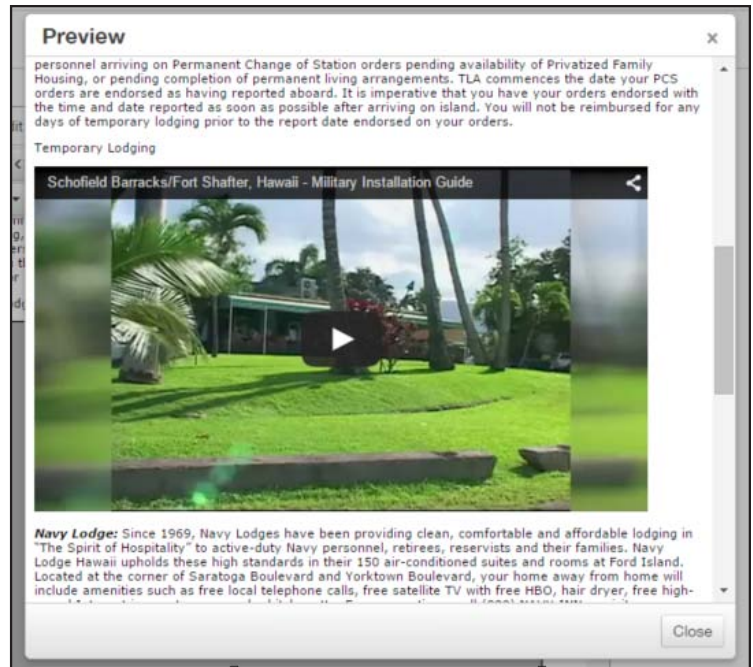 Preview
×
personnel arriving on Permanent Change of Station orders pending availability of Privatized Family
Housing, or pending completion of permanent living arrangements. TLA commences the date your PCS
orders are endorsed as having reported aboard. It is imperative that you have your orders endorsed with
the time and date reported as soon as possible after arriving on island. You will not be reimbursed for any
days of temporary lodging prior to the report date endorsed on your orders.
Temporary Lodging
Schofield Barracks/Fort Shafter, Hawaii - Military Installation Guide
Navy Lodge: Since 1969, Navy Lodges have been providing clean, comfortable and affordable lodging in
"The Spirit of Hospitality" to active-duty Navy personnel, retirees, reservists and their families. Navy
Lodge Hawaii upholds these high standards in their 150 air-conditioned suites and rooms at Ford Island.
Located at the corner of Saratoga Boulevard and Yorktown Boulevard, your home away from home will
include amenities such as free local telephone calls, free satellite TV with free HBO, hair dryer, free high-
Close